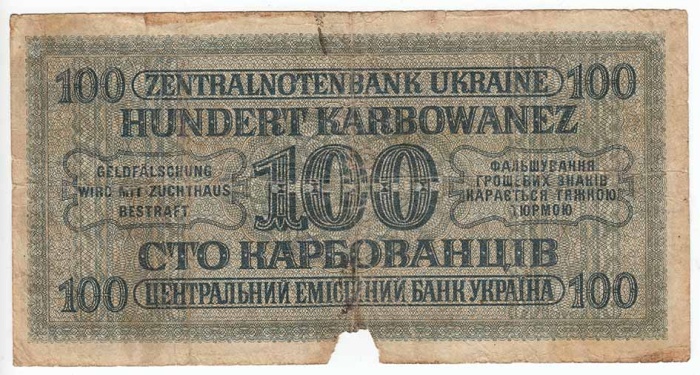 100 ZENTRALNOTENBANK UKRAINE 100
HUNDERT KARBOWANEZ
GELDFÄLSCHUNG
WIRD MIT ZUCHTHAUS
BESTRAFT
100
ФАЛЬШУВАННЯ
ГРОШЕВИХ ЗНАКІВ
КАРАЄТЬСЯ ТЯЖКОЮ
ТЮРМОЮ
СТО КАРБОВАНЦІВ
100 ЦЕНТРАЛЬНИЙ ЕМІСІЙНИЙ БАНК УКРАЇНА 100